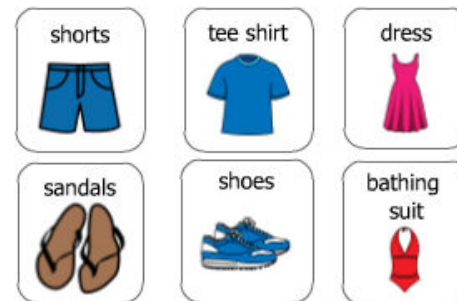 shorts
tee shirt
dress
sandals
shoes
bathing
suit